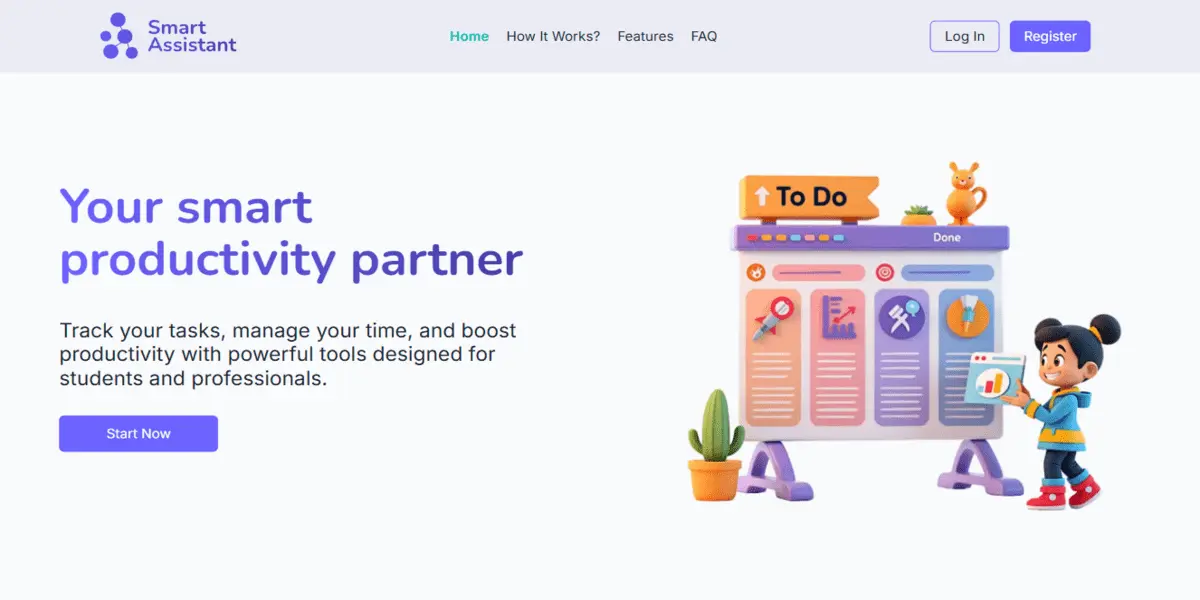 Smart
Assistant
Home How It Works? Features FAQ
Log In Register
Your smart
productivity partner
Track your tasks, manage your time, and boost
productivity with powerful tools designed for
students and professionals.
Start Now
To Do
Done